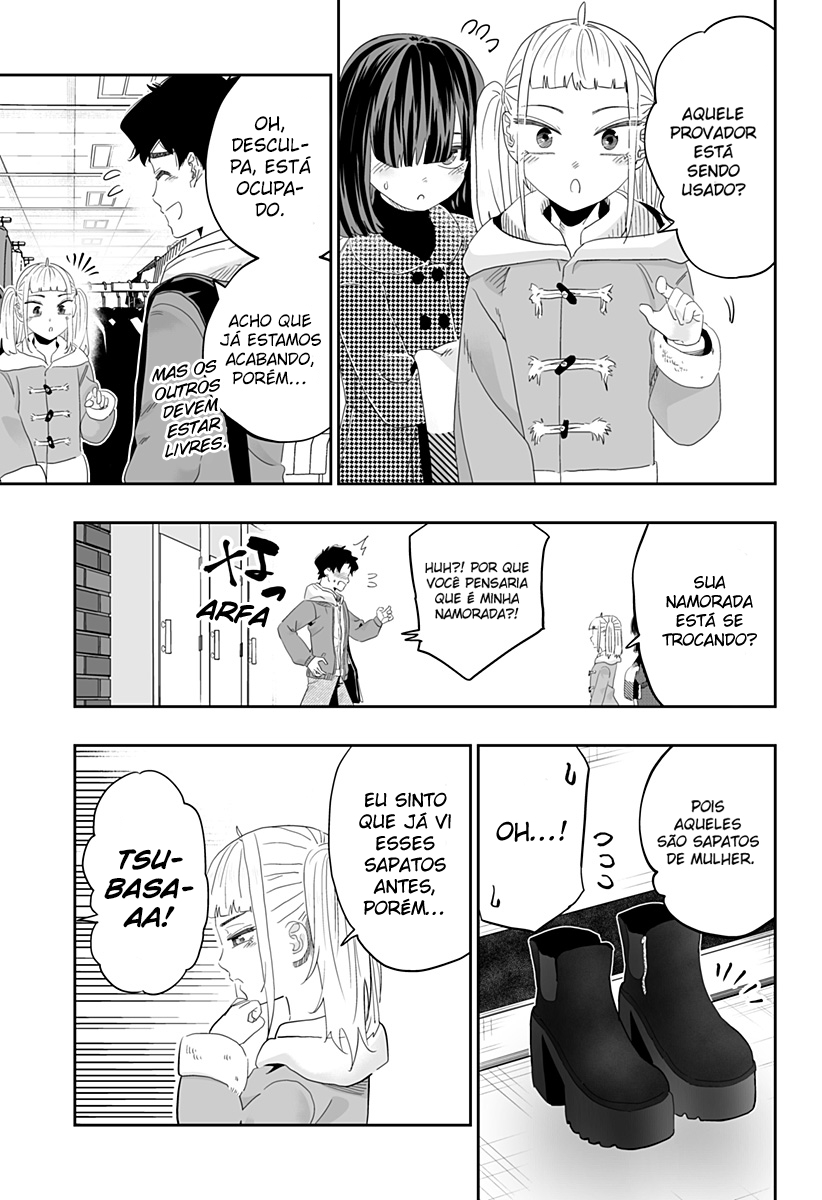 AQUELE
PROVADOR
ESTÁ
SENDO
USADO?
OH,
DESCUL-
PA, ESTÁ
OCUPA-
DO.
ACHO QUE
JÁ ESTAMOS
ACABANDO,
PORÉM...
MAS OS
OUTROS
DEVEM
ESTAR
LIVRES.
SUA
NAMORADA
ESTÁ SE
TROCANDO?
HUH?! POR QUE
VOCÊ PENSARIA
QUE É MINHA
NAMORADA?!
ARFA
POIS
AQUELES
SÃO SAPATOS
DE MULHER.
OH...!
EU SINTO
QUE JÁ VI
ESSES
SAPATOS
ANTES,
PORÉM...
TSU-
BASA-
AA!